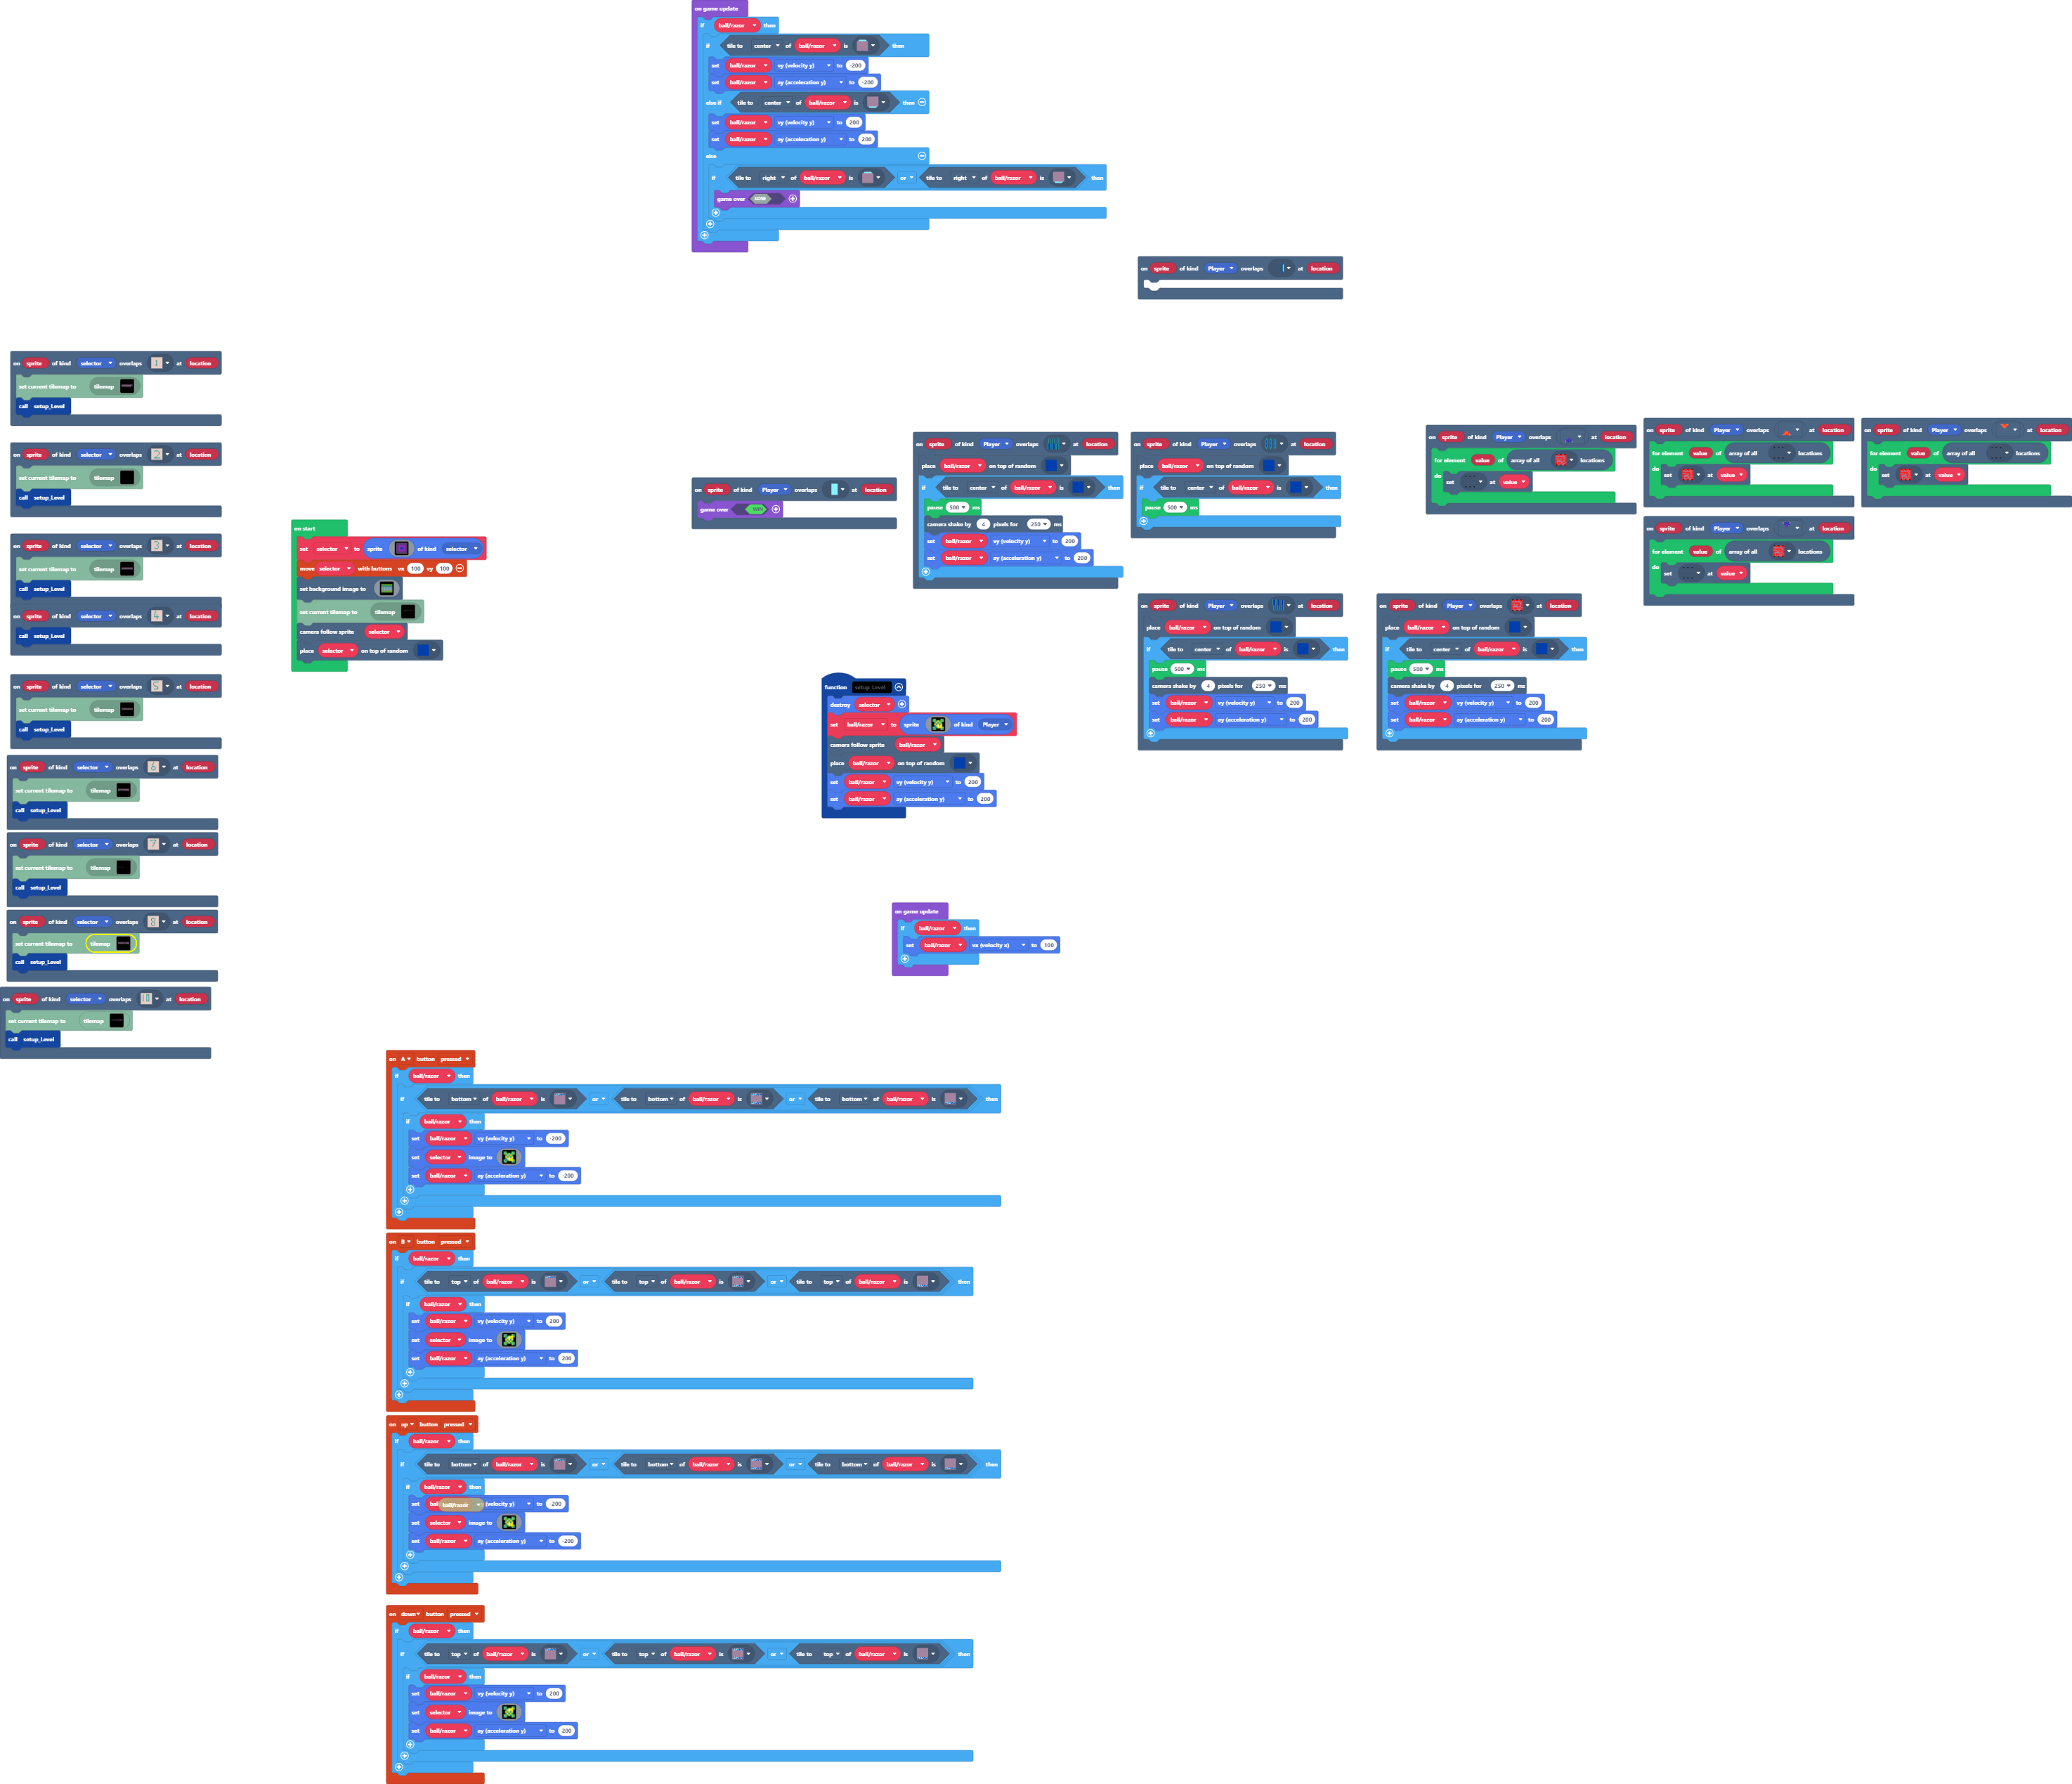 on game update
if ball/razor then
if tile to center of ball/razor is then
set ball/razor vy (velocity y) to -200
set ball/razor ay (acceleration y) to -200
else if tile to center of ball/razor is then
set ball/razor vy (velocity y) to 200
set ball/razor ay (acceleration y) to 200
else
if tile to right of ball/razor is or tile to right of ball/razor is then
game over LOSE
on sprite of kind Player overlaps at location
on sprite of kind selector overlaps 1 at location
set current tilemap to tilemap
call setup_Level
on sprite of kind selector overlaps 2 at location
set current tilemap to tilemap
call setup_Level
on sprite of kind selector overlaps 3 at location
set current tilemap to tilemap
call setup_Level
on sprite of kind selector overlaps 4 at location
call setup_Level
on sprite of kind selector overlaps 5 at location
set current tilemap to tilemap
call setup_Level
on sprite of kind selector overlaps 6 at location
set current tilemap to tilemap
call setup_Level
on sprite of kind selector overlaps 7 at location
set current tilemap to tilemap
call setup_Level
on sprite of kind selector overlaps 8 at location
set current tilemap to tilemap
call setup_Level
on sprite of kind selector overlaps 10 at location
set current tilemap to tilemap
call setup_Level
on start
set selector to sprite of kind selector
move selector with buttons vx 100 vy 100
set background image to
set current tilemap to tilemap
camera follow sprite selector
place selector on top of random
on sprite of kind Player overlaps at location
game over WIN
on sprite of kind Player overlaps at location
place ball/razor on top of random
if tile to center of ball/razor is then
pause 500 ms
camera shake by 4 pixels for 250 ms
set ball/razor vy (velocity y) to 200
set ball/razor ay (acceleration y) to 200
on sprite of kind Player overlaps at location
place ball/razor on top of random
if tile to center of ball/razor is then
pause 500 ms
on sprite of kind Player overlaps at location
for element value of array of all locations
do set at value
on sprite of kind Player overlaps at location
for element value of array of all locations
do set at value
on sprite of kind Player overlaps at location
for element value of array of all locations
do set at value
on sprite of kind Player overlaps at location
for element value of array of all locations
do set at value
on sprite of kind Player overlaps at location
place ball/razor on top of random
if tile to center of ball/razor is then
pause 500 ms
camera shake by 4 pixels for 250 ms
set ball/razor vy (velocity y) to 200
set ball/razor ay (acceleration y) to 200
on sprite of kind Player overlaps at location
place ball/razor on top of random
if tile to center of ball/razor is then
pause 500 ms
camera shake by 4 pixels for 250 ms
set ball/razor vy (velocity y) to 200
set ball/razor ay (acceleration y) to 200
function setup_Level
destroy selector
set ball/razor to sprite of kind Player
camera follow sprite ball/razor
place ball/razor on top of random
set ball/razor vy (velocity y) to 200
set ball/razor ay (acceleration y) to 200
on game update
if ball/razor then
set ball/razor vx (velocity x) to 100
on A button pressed
if ball/razor then
if tile to bottom of ball/razor is or tile to bottom of ball/razor is or tile to bottom of ball/razor is then
if ball/razor then
set ball/razor vy (velocity y) to -200
set selector image to
set ball/razor ay (acceleration y) to -200
on B button pressed
if ball/razor then
if tile to top of ball/razor is or tile to top of ball/razor is or tile to top of ball/razor is then
if ball/razor then
set ball/razor vy (velocity y) to 200
set selector image to
set ball/razor ay (acceleration y) to 200
on up button pressed
if ball/razor then
if tile to bottom of ball/razor is or tile to bottom of ball/razor is or tile to bottom of ball/razor is then
if ball/razor then
set ball/razor (velocity y) to -200
set selector image to
set ball/razor ay (acceleration y) to -200
on down button pressed
if ball/razor then
if tile to top of ball/razor is or tile to top of ball/razor is or tile to top of ball/razor is then
if ball/razor then
set ball/razor vy (velocity y) to 200
set selector image to
set ball/razor ay (acceleration y) to 200